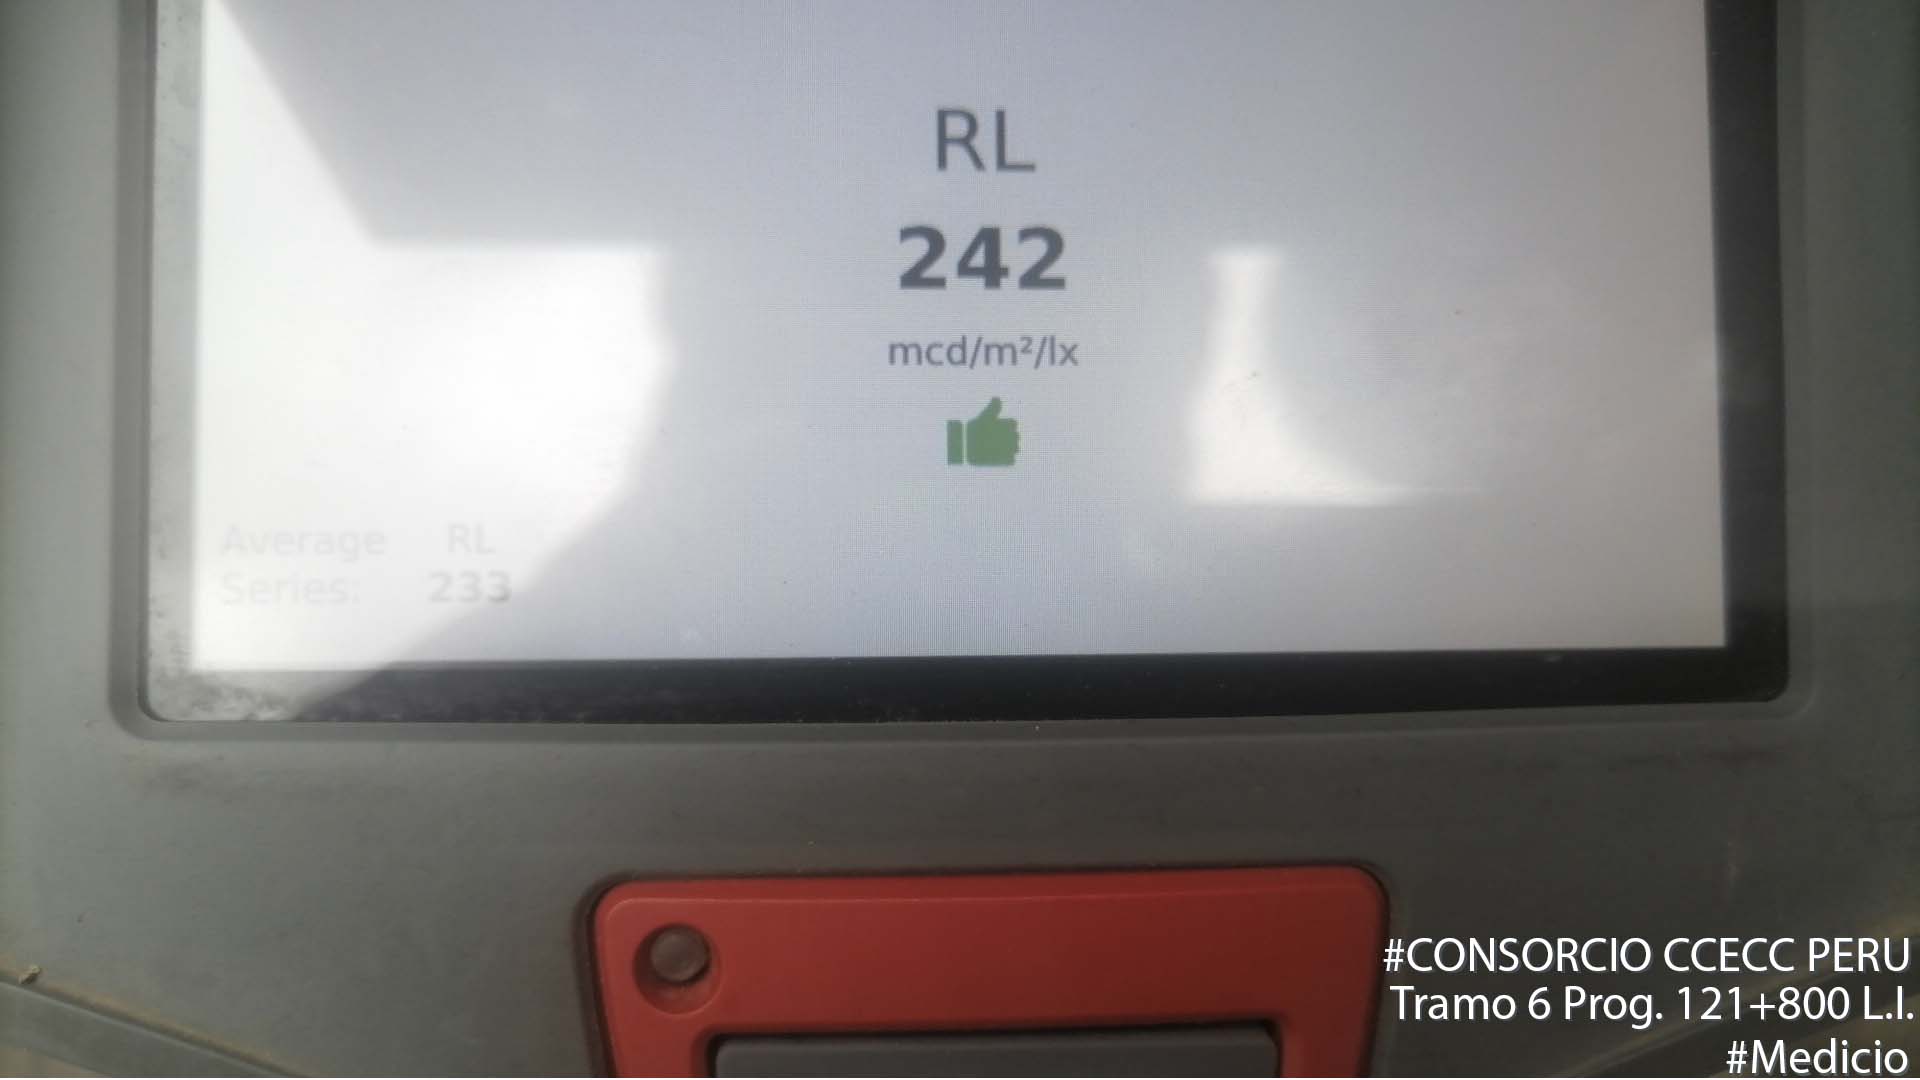 RL
242
mcd/m²/lx
Average RL
Series: 233
#CONSORCIO CCECC PERU
Tramo 6 Prog. 121+800 L.I.
#Medicio